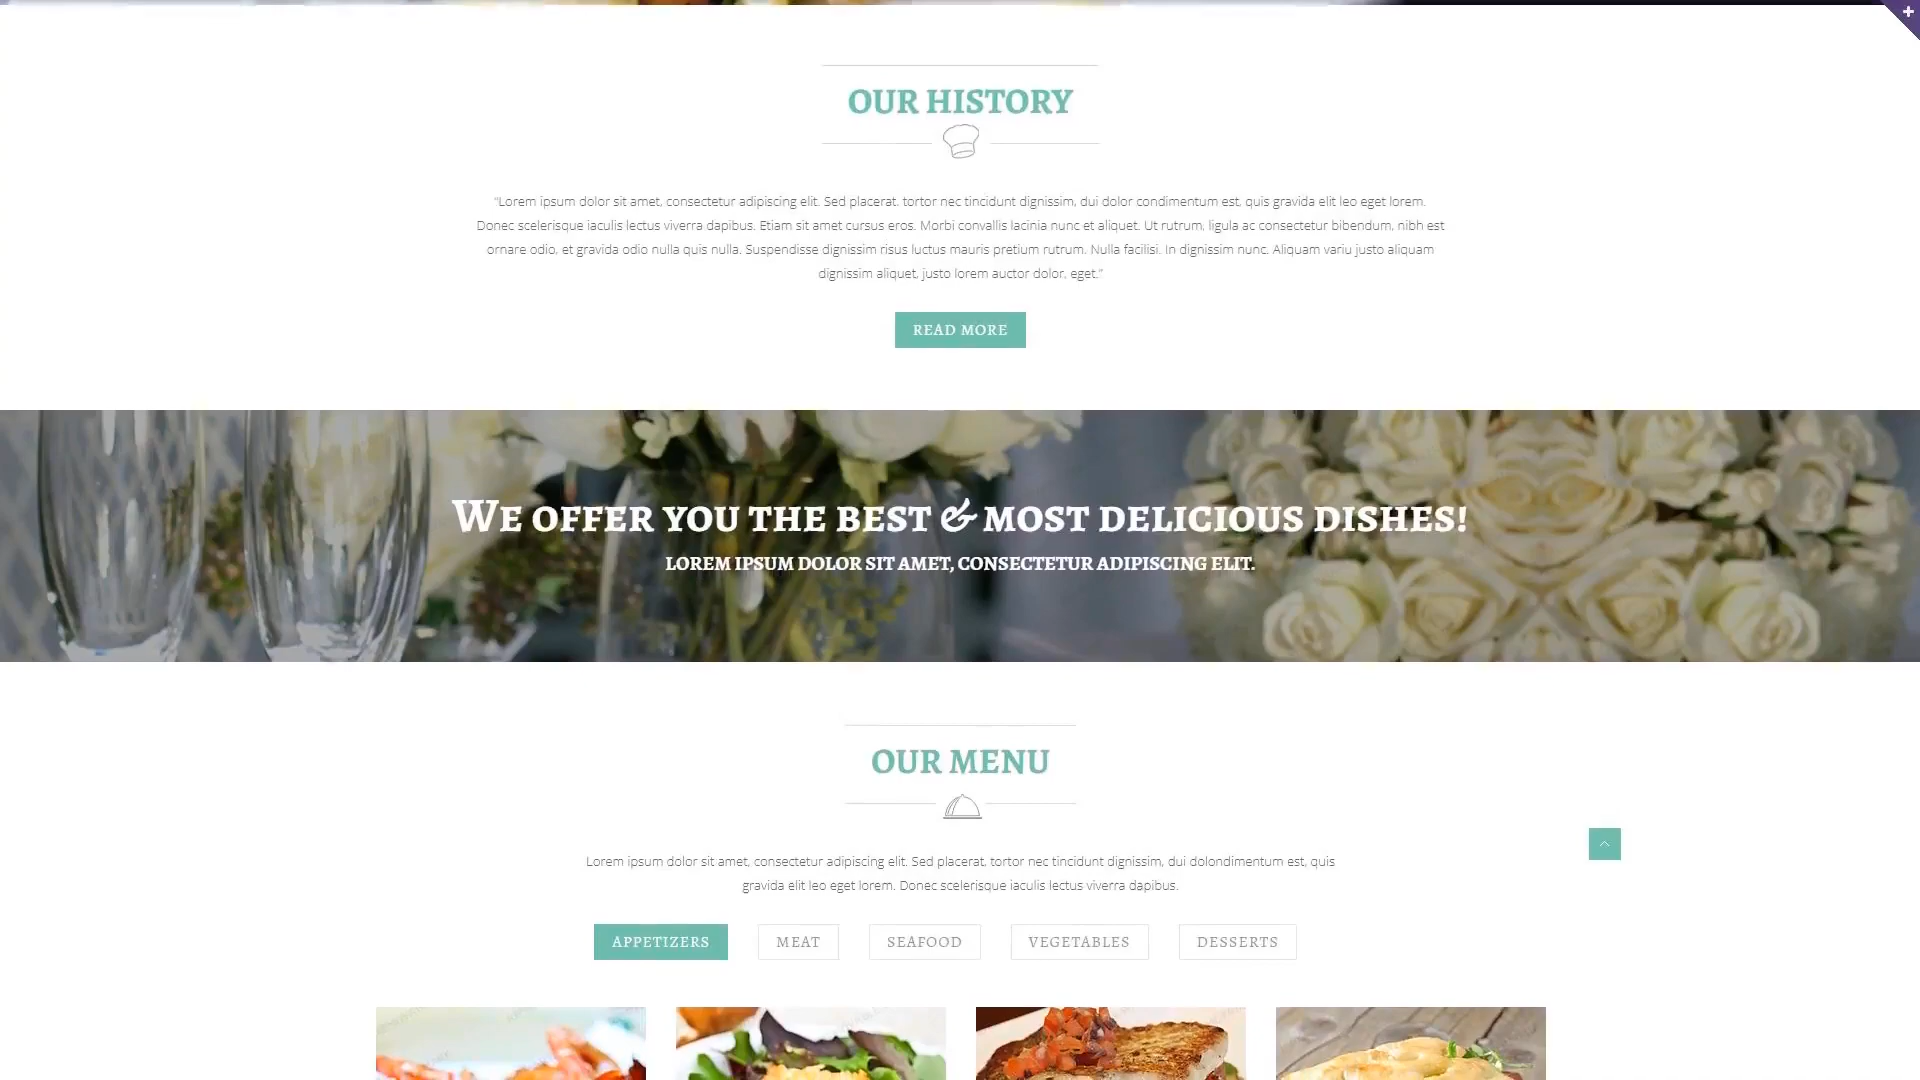 OUR HISTORY
"Lorem ipsum dolor sit amet, consectetur adipiscing elit. Sed placerat, tortor nec tincidunt dignissim, dui dolor condimentum est, quis gravida elit leo eget lorem.
Donec scelerisque iaculis lectus viverra dapibus. Etiam sit amet cursus eros. Morbi convallis lacinia nunc et aliquet. Ut rutrum, ligula ac consectetur bibendum, nibh est
ornare odio, et gravida odio nulla quis nulla. Suspendisse dignissim risus luctus mauris pretium rutrum. Nulla facilisi. In dignissim nunc. Aliquam variu justo aliquam
dignissim aliquet, justo lorem auctor dolor, eget."
READ MORE
WE OFFER YOU THE BEST & MOST DELICIOUS DISHES!
LOREM IPSUM DOLOR SIT AMET, CONSECTETUR ADIPISCING ELIT.
OUR MENU
Lorem ipsum dolor sit amet, consectetur adipiscing elit. Sed placerat, tortor nec tincidunt dignissim, dui dolondimentum est, quis
gravida elit leo eget lorem. Donec scelerisque iaculis lectus viverra dapibus.
APPETIZERS
MEAT
SEAFOOD
VEGETABLES
DESSERTS